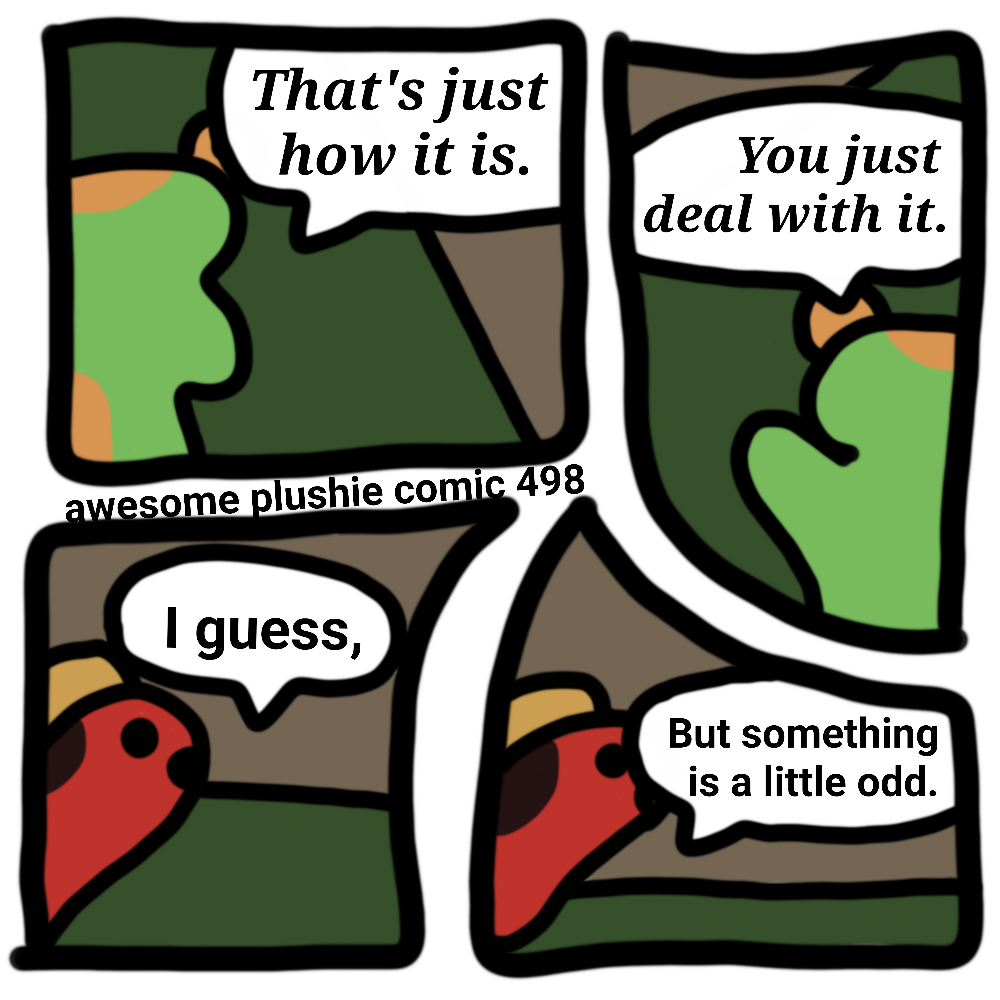 That's just
how it is.
You just
deal with it.
awesome plushie comic 498
I guess,
But something
is a little odd.